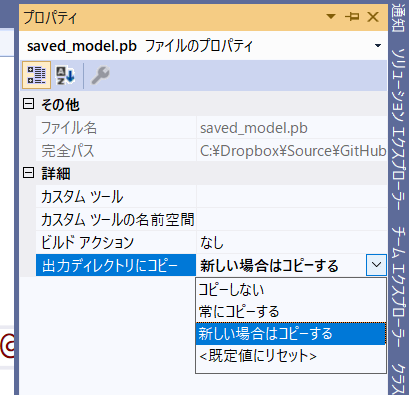 プロパティ
saved_model.pb ファイルのプロパティ
その他
ファイル名 saved_model.pb
完全パス C:¥Dropbox¥Source¥GitHub
詳細
カスタム ツール
カスタム ツールの名前空間
ビルド アクション なし
出力ディレクトリにコピー 新しい場合はコピーする
コピーしない
常にコピーする
新しい場合はコピーする
<既定値にリセット>
通知
ソリューション エクスプローラー
チーム エクスプローラー
クラス